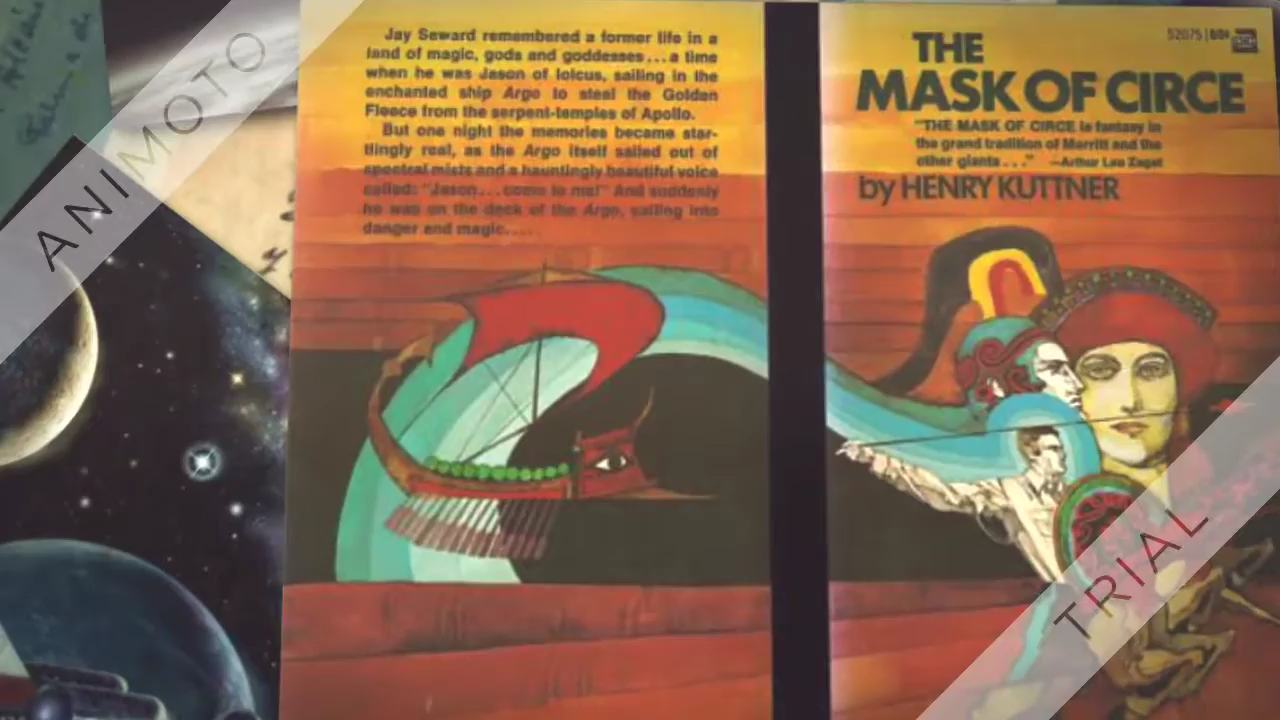 Jay Seward remembered a former life in a
land of magic, gods and goddesses...a time
when he was Jason of Iolcus, sailing in the
enchanted ship Argo to steal the Golden
Fleece from the serpent-temples of Apollo.
But one night the memories became star-
tlingly real, as the Argo itself sailed out of
spectral mists and a hauntingly beautiful voice
called: "Jason...come to me!" And suddenly
he was on the deck of the Argo, sailing into
danger and magic.....
52075 | 60¢
THE
MASK OF CIRCE
"THE MASK OF CIRCE is fantasy in
the grand tradition of Merritt and the
other giants..." —Arthur Leo Zagat
by HENRY KUTTNER
ANIMOTO
TRIAL